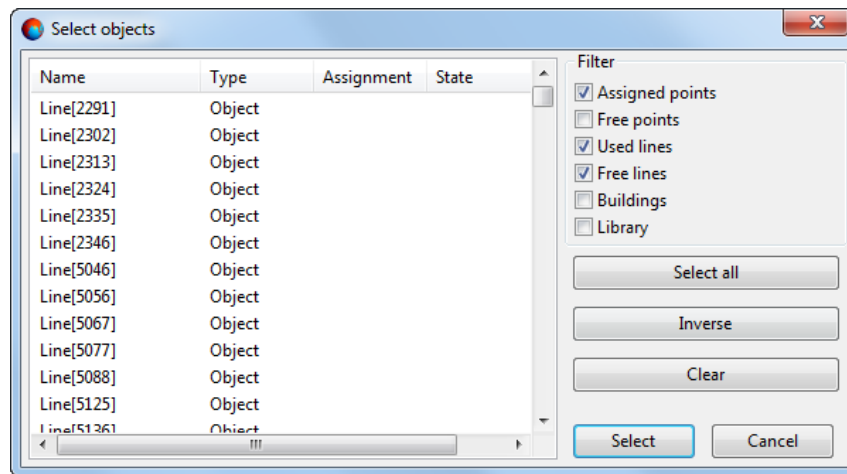 Select objects
Name Type Assignment State
Line[2291] Object
Line[2302] Object
Line[2313] Object
Line[2324] Object
Line[2335] Object
Line[2346] Object
Line[5046] Object
Line[5056] Object
Line[5067] Object
Line[5077] Object
Line[5088] Object
Line[5125] Object
Line[5136] Object
Filter
Assigned points
Free points
Used lines
Free lines
Buildings
Library
Select all
Inverse
Clear
Select Cancel